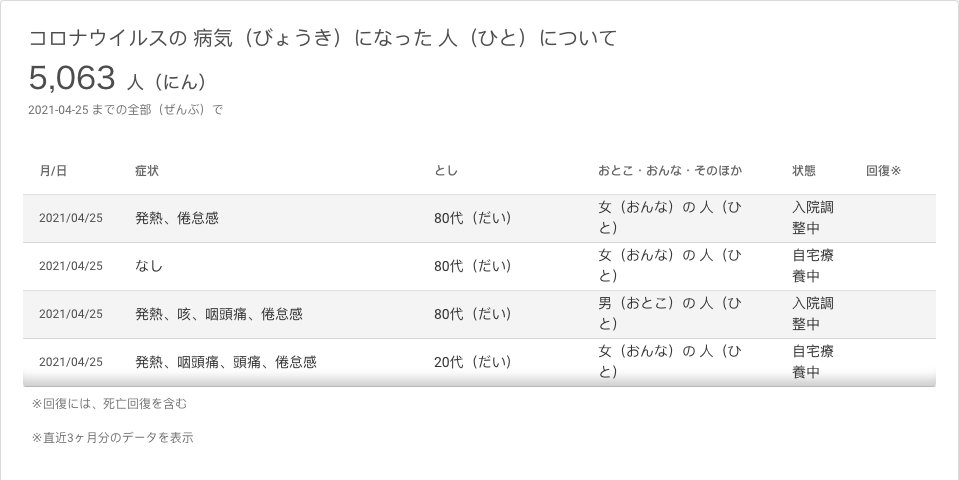 コロナウイルスの 病気（びょうき）になった 人（ひと）について
5,063 人（にん）
2021-04-25 までの全部（ぜんぶ）で
月/日 症状 とし おとこ・おんな・そのほか 状態 回復※
2021/04/25 発熱、倦怠感 80代（だい） 女（おんな）の 人（ひ 入院調
と） 整中
2021/04/25 なし 80代（だい） 女（おんな）の 人（ひ 自宅療
と） 養中
2021/04/25 発熱、咳、咽頭痛、倦怠感 80代（だい） 男（おとこ）の 人（ひ 入院調
と） 整中
2021/04/25 発熱、咽頭痛、頭痛、倦怠感 20代（だい） 女（おんな）の 人（ひ 自宅療
と） 養中
※回復には、死亡回復を含む
※直近3ヶ月分のデータを表示